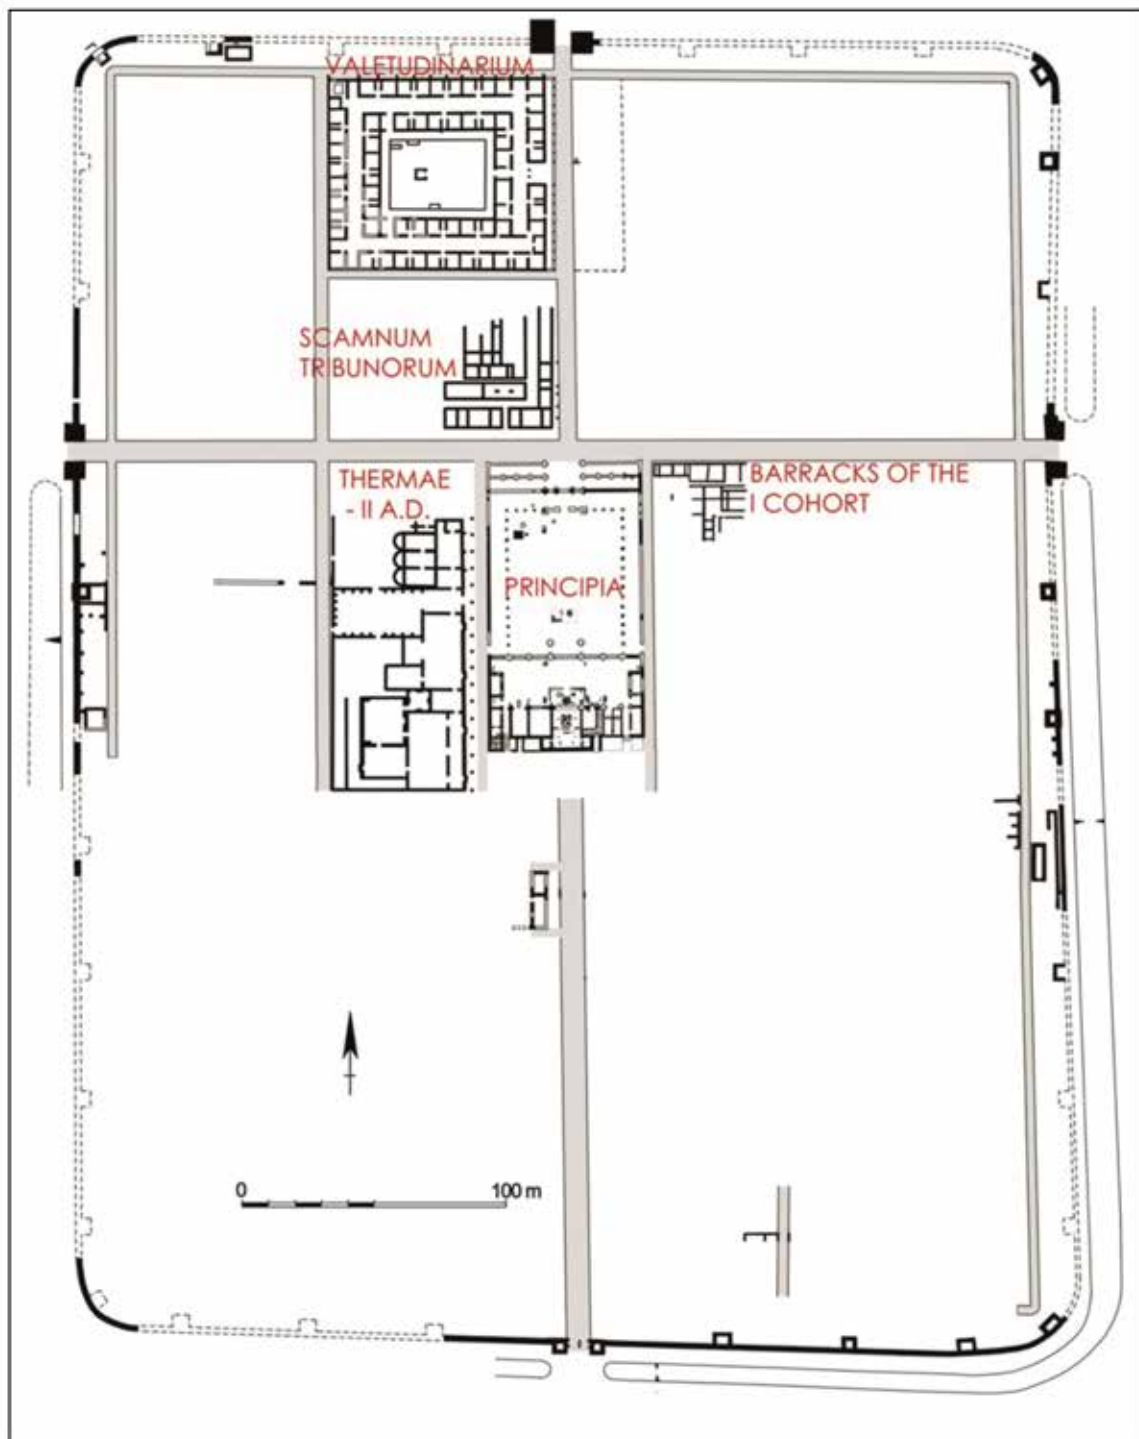 VALETUDINARIUM
SCAMNUM
TRIBUNORUM
THERMAE
- II A.D.
BARRACKS OF THE
I COHORT
PRINCIPIA
0
100 m